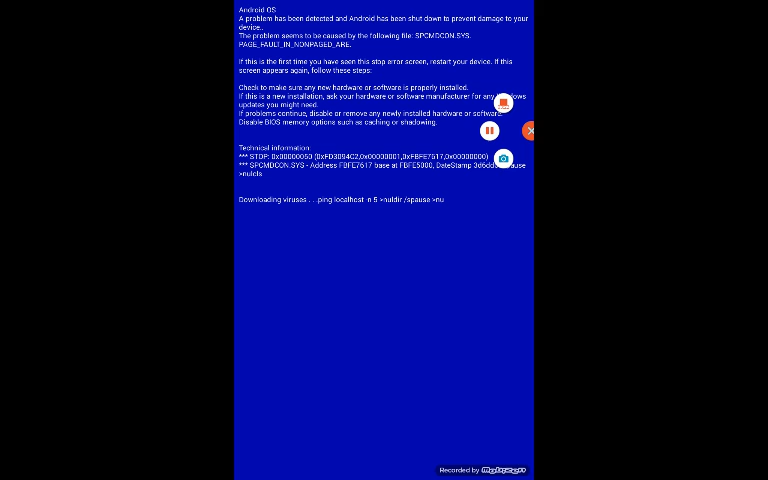 Android OS
A problem has been detected and Android has been shut down to prevent damage to your
device..
The problem seems to be caused by the following file: SPCMDCON.SYS.
PAGE_FAULT_IN_NONPAGED_ARE.
If this is the first time you have seen this stop error screen, restart your device. If this
screen appears again, follow these steps:
Check to make sure any new hardware or software is properly installed.
If this is a new installation, ask your hardware or software manufacturer for any
updates you might need.
If problems continue, disable or remove any newly installed hardware or software.
Disable BIOS memory options such as caching or shadowing.
Technical information:
*** STOP: 0x00000050 (0xFD3094C2,0x00000001,0xFBFE7617,0x00000000)
*** SPCMDCON.SYS - Address FBFE7617 base at FBFE5000, DateStamp
>nulcls
Downloading viruses . . .ping localhost -n 5 >nuldir /spause >nu
Recorded by Mobizen